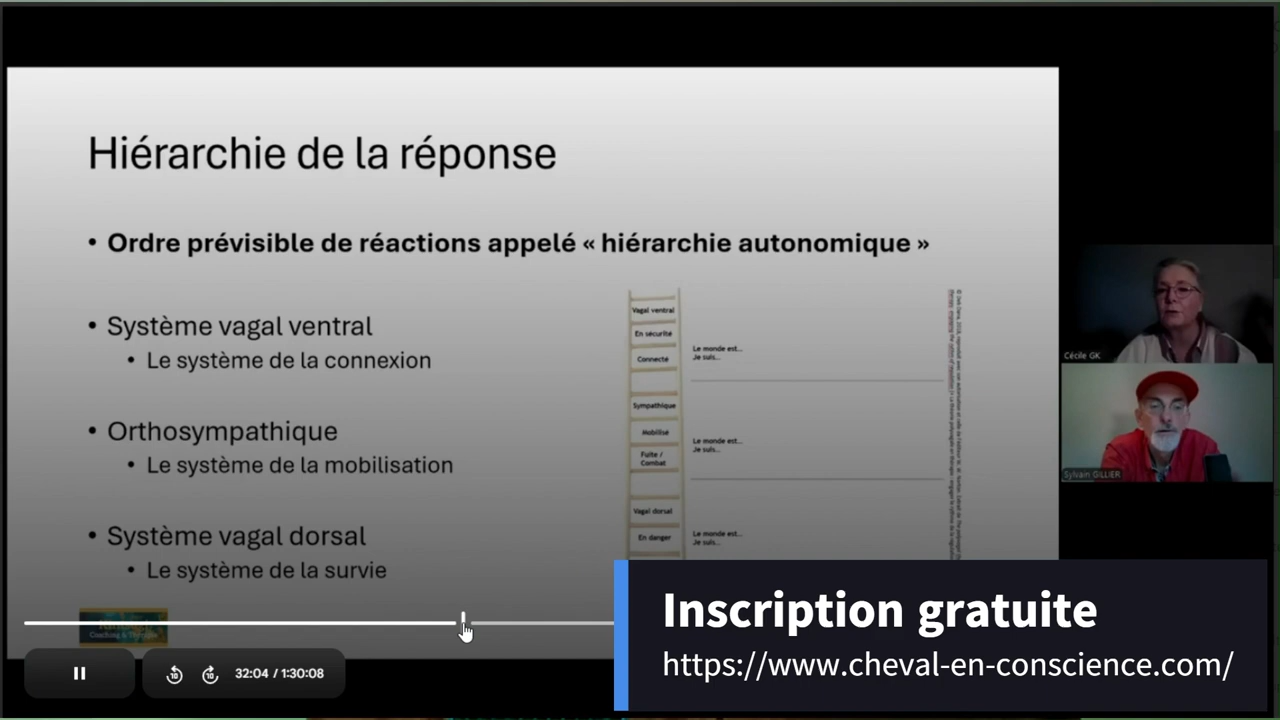 Hiérarchie de la réponse
• Ordre prévisible de réactions appelé « hiérarchie autonomique »
• Système vagal ventral
• Le système de la connexion
• Orthosympathique
• Le système de la mobilisation
• Système vagal dorsal
• Le système de la survie
Vagal ventral
En sécurité
Connecté
Le monde est...
Je suis...
Sympathique
Mobilisé
Fuite /
Combat
Le monde est...
Je suis...
Vagal dorsal
En danger
Le monde est...
Je suis...
Cécile GK
Sylvain GILLIER
Coaching & Thérapie
10
10
32:04 / 1:30:08
Inscription gratuite
https://www.cheval-en-conscience.com/